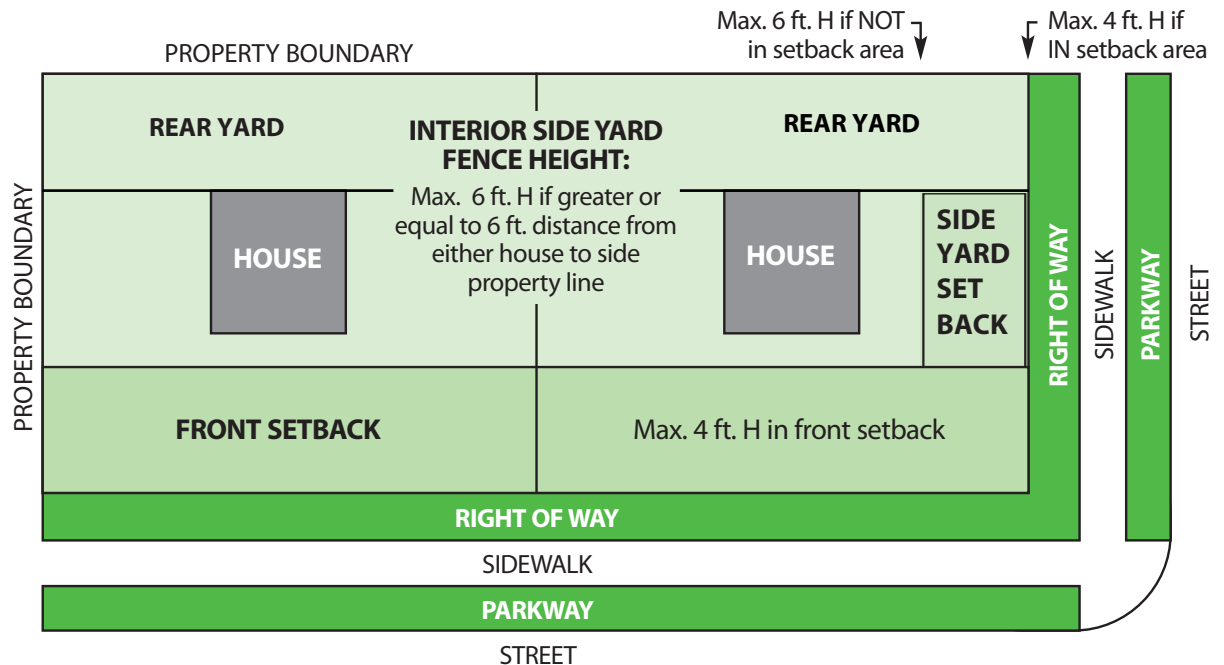 Max. 6 ft. H if NOT
in setback area
Max. 4 ft. H if
IN setback area
PROPERTY BOUNDARY
PROPERTY BOUNDARY
REAR YARD
INTERIOR SIDE YARD
FENCE HEIGHT:
Max. 6 ft. H if greater or
equal to 6 ft. distance from
either house to side
property line
REAR YARD
HOUSE
HOUSE
SIDE
YARD
SET
BACK
RIGHT OF WAY
SIDEWALK
PARKWAY
STREET
FRONT SETBACK
Max. 4 ft. H in front setback
RIGHT OF WAY
SIDEWALK
PARKWAY
STREET